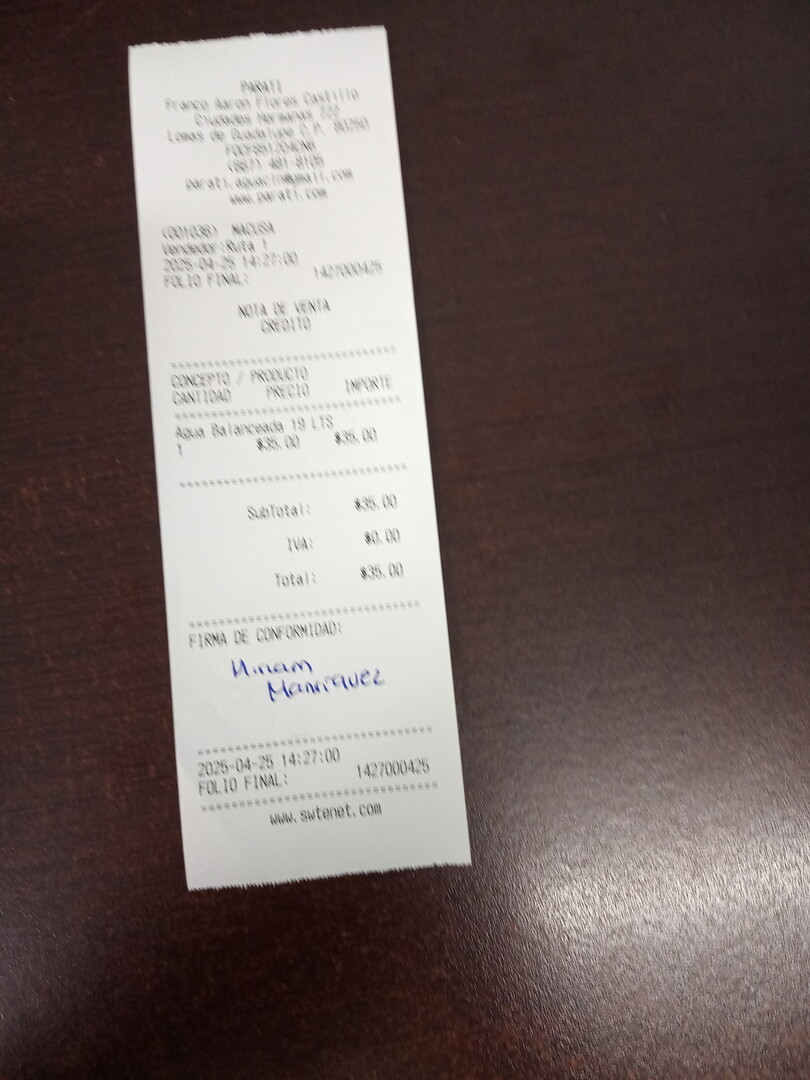 PARATI
Franco Aaron Flores Castillo
Ciudades Hermanas 722
Lomas de Guadalupe C.P. 80250
(667) 461-8105
parati.aguacln@gmail.com
www.parati.com
(001036) MACUSA
Vendedor:Ruta 1
2025-04-25 14:27:00
FOLIO FINAL: 1427000425
NOTA DE VENTA
CREDITO
CONCEPTO / PRODUCTO
CANTIDAD PRECIO IMPORTE
Agua Balanceada 19 LTS
1 $35.00 $35.00
SubTotal: $35.00
IVA: $0.00
Total: $35.00
FIRMA DE CONFORMIDAD:
Miriam
Manriquez
2025-04-25 14:27:00
FOLIO FINAL: 1427000425
www.swtenet.com